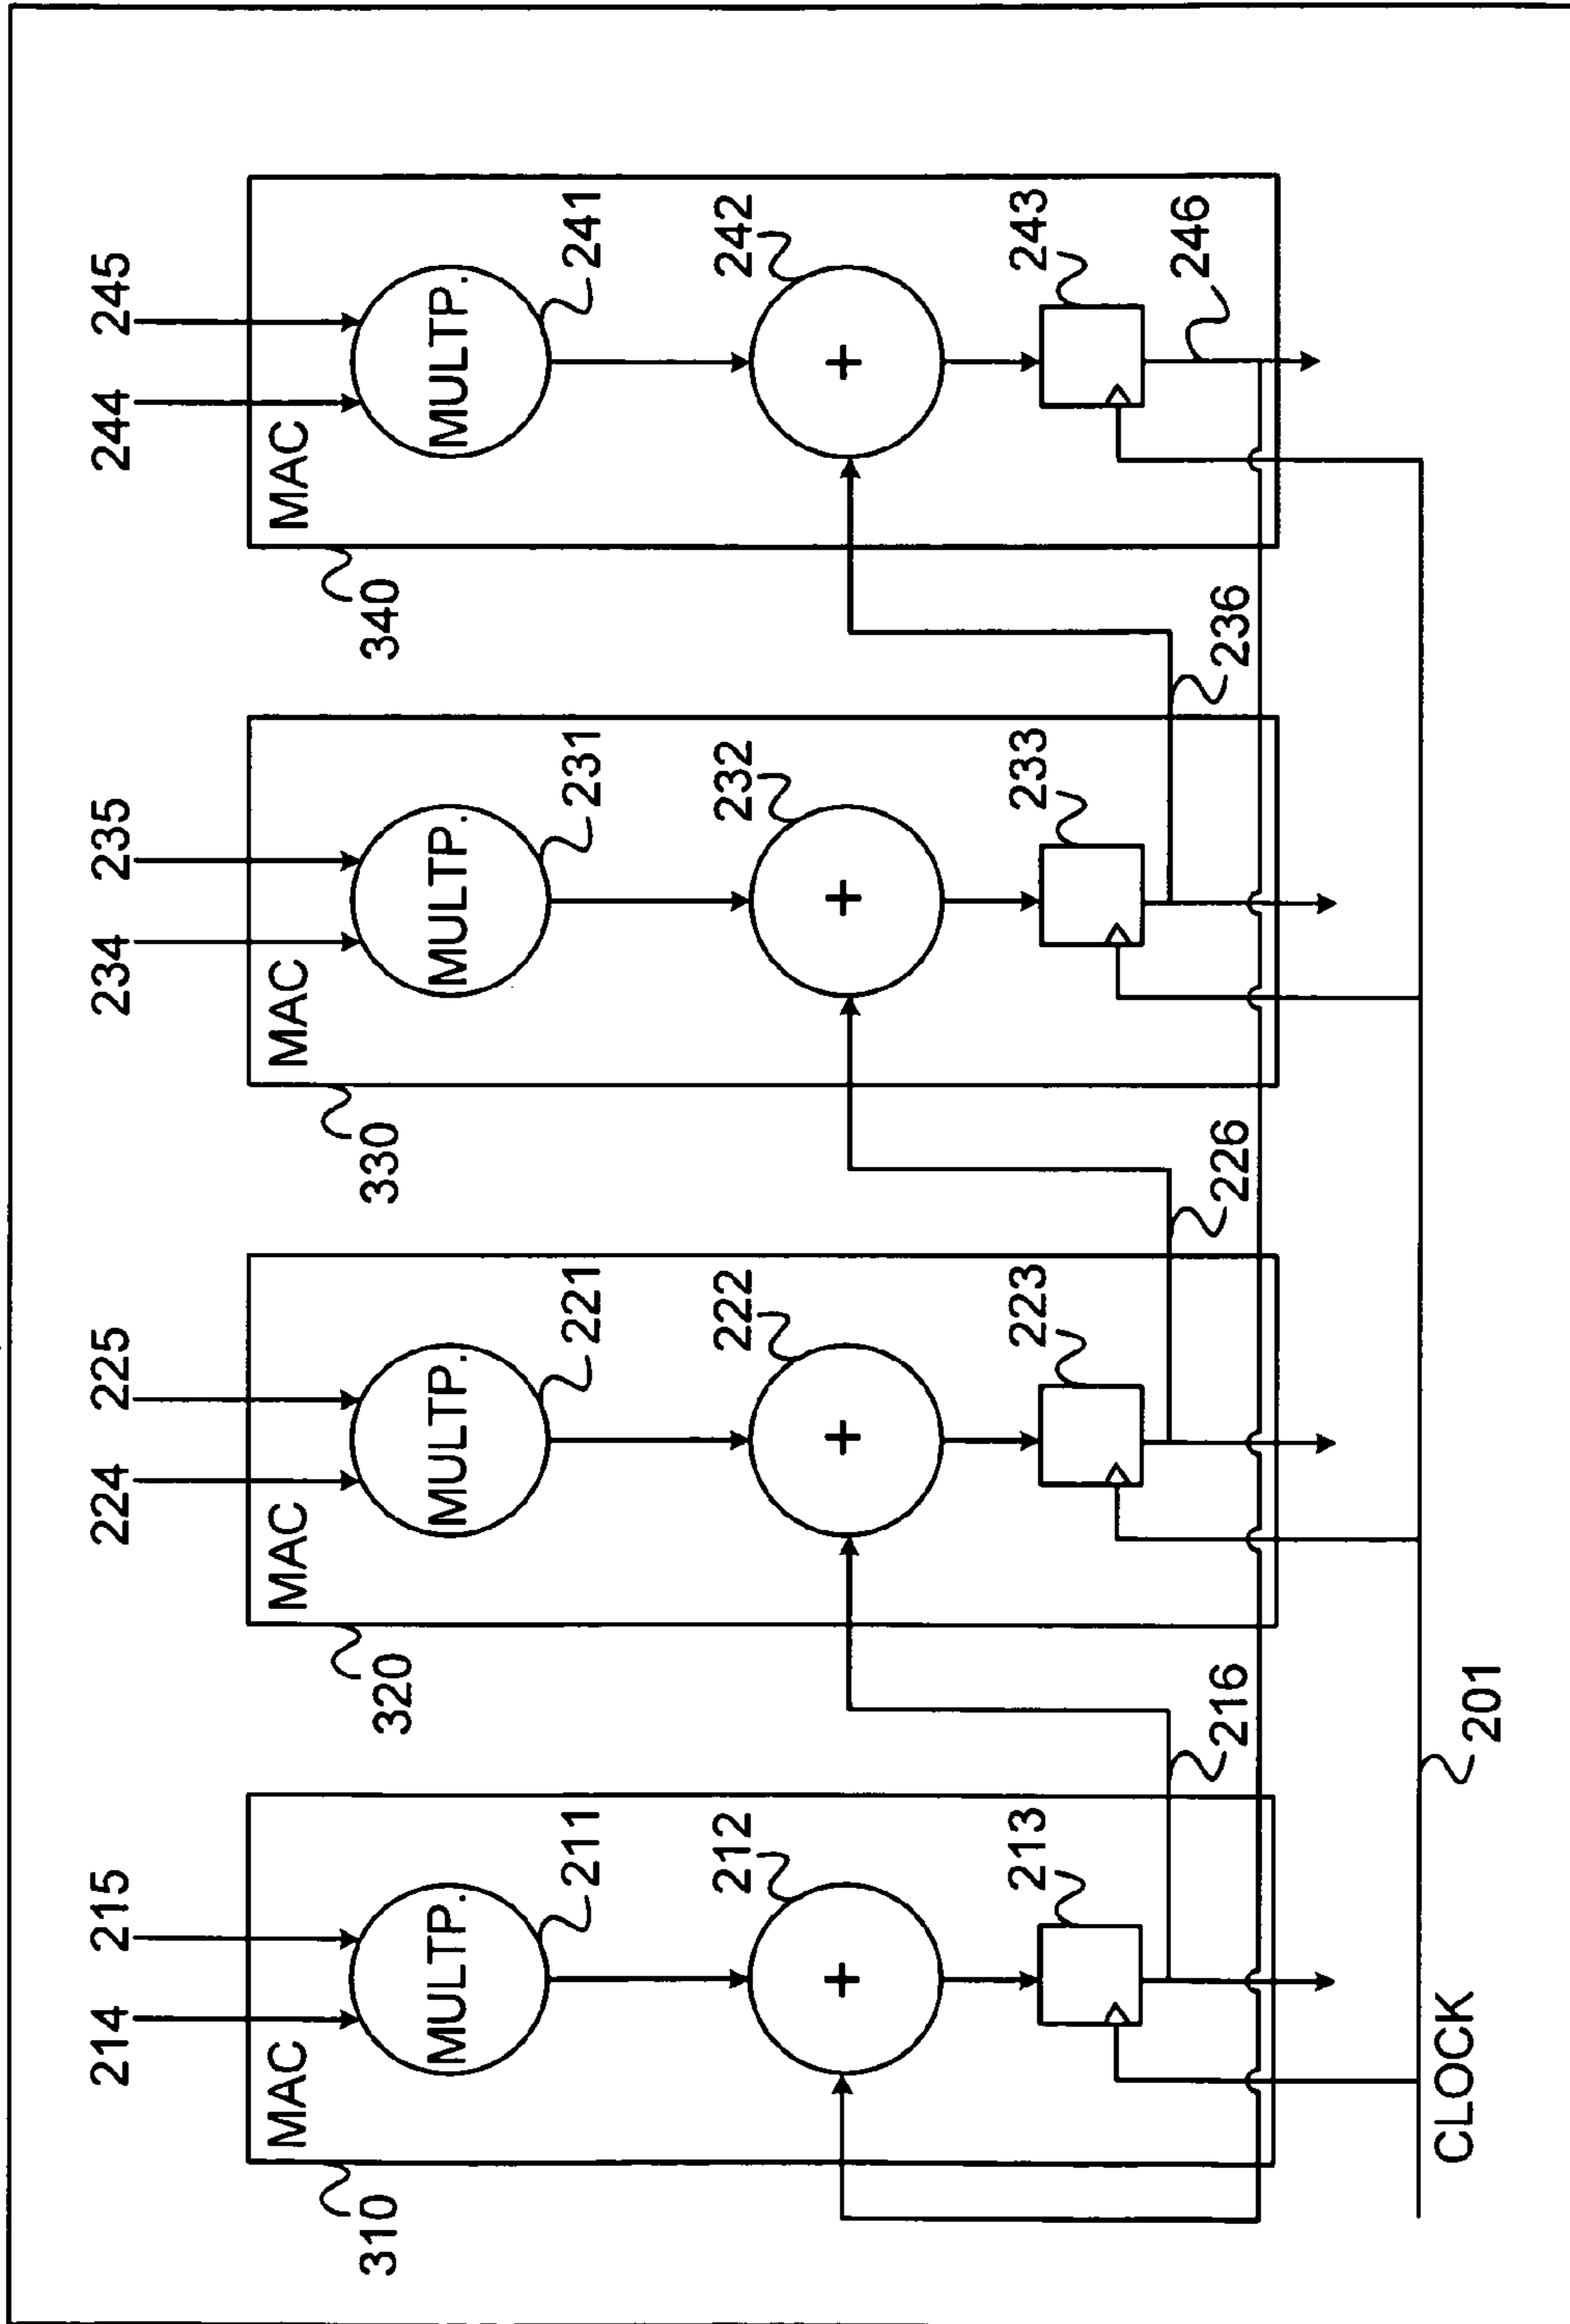 214 215 224 225 234 235 244 245
MAC MAC MAC MAC
310 320 330 340
MULTP. MULTP. MULTP. MULTP.
211 221 231 241
212 222 232 242
+ + + +
213 223 233 243
216 226 236 246
CLOCK 201